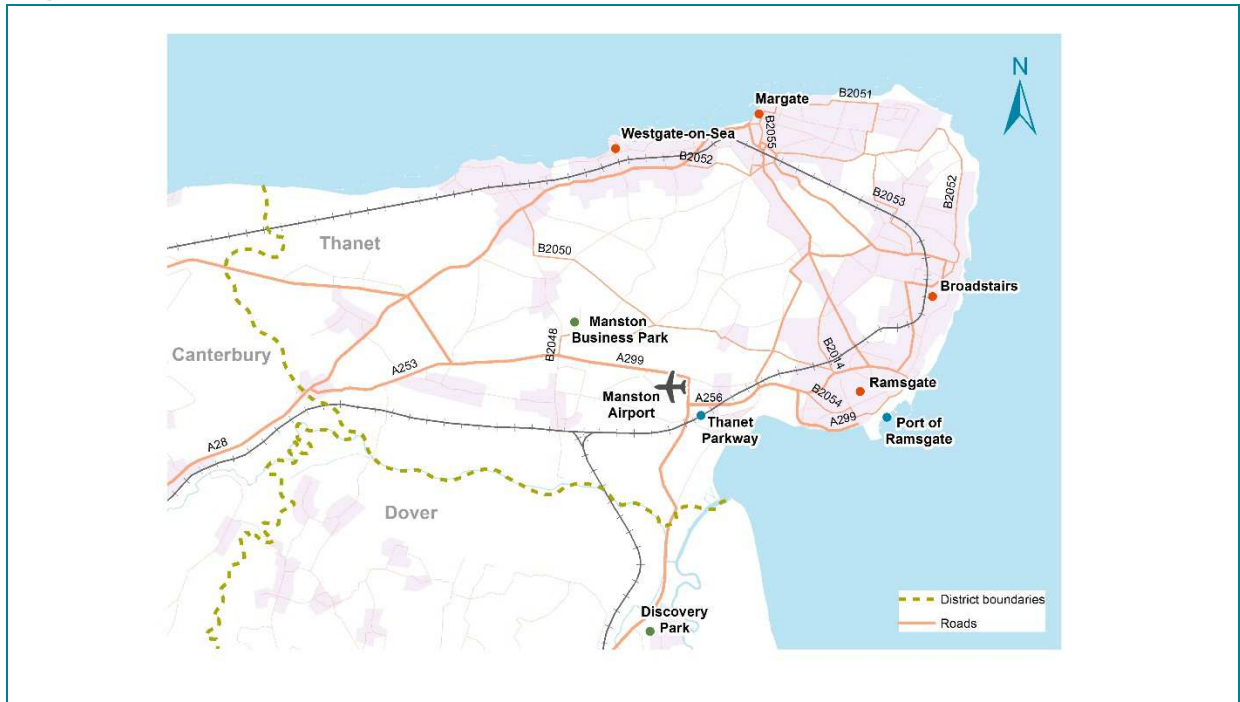 N
B2051
Margate
B2055
Westgate-on-Sea
B2052
B2053
B2052
Thanet
B2050
Broadstairs
Manston
Business Park
Canterbury
B2048
A299
B2014
A253
Ramsgate
Manston
Airport
A256
B2054
Thanet
Parkway
A299
Port of
Ramsgate
A28
Dover
Discovery
Park
District boundaries
Roads